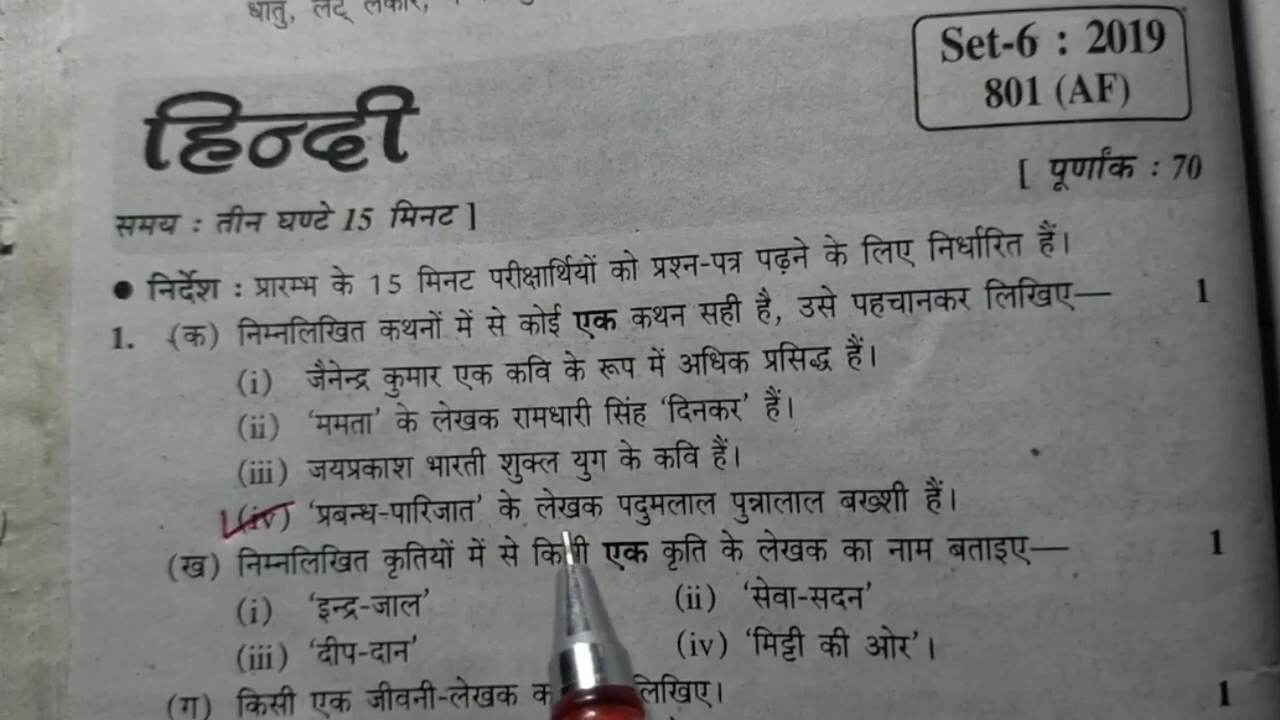 धातु, लट् लकार,
Set-6 : 2019
801 (AF)
हिन्दी
[ पूर्णांक : 70
समय : तीन घण्टे 15 मिनट ]
● निर्देश : प्रारम्भ के 15 मिनट परीक्षार्थियों को प्रश्न-पत्र पढ़ने के लिए निर्धारित हैं।
1. (क) निम्नलिखित कथनों में से कोई एक कथन सही है, उसे पहचानकर लिखिए— 1
(i) जैनेन्द्र कुमार एक कवि के रूप में अधिक प्रसिद्ध हैं।
(ii) 'ममता' के लेखक रामधारी सिंह 'दिनकर' हैं।
(iii) जयप्रकाश भारती शुक्ल युग के कवि हैं।
(iv) 'प्रबन्ध-पारिजात' के लेखक पदुमलाल पुन्नालाल बख्शी हैं।
(ख) निम्नलिखित कृतियों में से किसी एक कृति के लेखक का नाम बताइए— 1
(i) 'इन्द्र-जाल' (ii) 'सेवा-सदन'
(iii) 'दीप-दान' (iv) 'मिट्टी की ओर'।
(ग) किसी एक जीवनी-लेखक लिखिए। 1